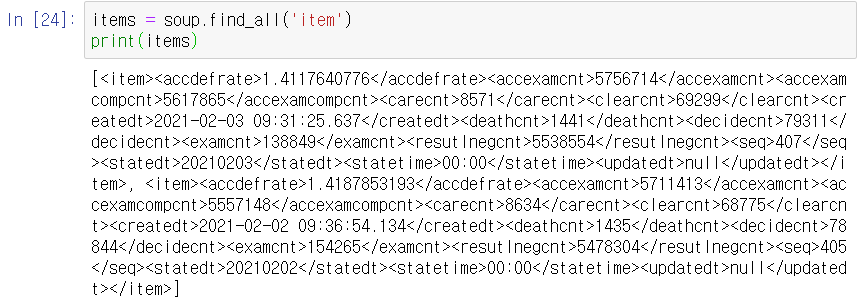 In [24]: items = soup.find_all('item')
print(items)
[<item><accdefrate>1.4117640776</accdefrate><accexamcnt>5756714</accexamcnt><accexam
compcnt>5617865</accexamcompcnt><carecnt>8571</carecnt><clearcnt>69299</clearcnt><cr
eatedt>2021-02-03 09:31:25.637</createdt><deathcnt>1441</deathcnt><decidecnt>79311</
decidecnt><examcnt>138849</examcnt><resutlnegcnt>5538554</resutlnegcnt><seq>407</seq
><statedt>20210203</statedt><statetime>00:00</statetime><updatedt>null</updatedt></i
tem>, <item><accdefrate>1.4187853193</accdefrate><accexamcnt>5711413</accexamcnt><ac
cexamcompcnt>5557148</accexamcompcnt><carecnt>8634</carecnt><clearcnt>68775</clearcn
t><createdt>2021-02-02 09:36:54.134</createdt><deathcnt>1435</deathcnt><decidecnt>78
844</decidecnt><examcnt>154265</examcnt><resutlnegcnt>5478304</resutlnegcnt><seq>405
</seq><statedt>20210202</statedt><statetime>00:00</statetime><updatedt>null</updated
t></item>]